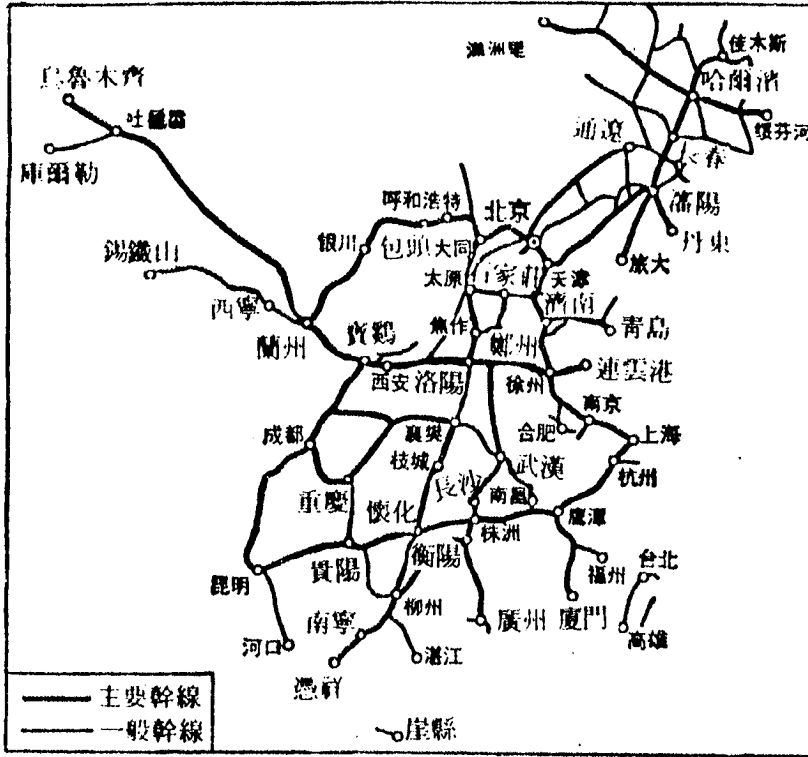 滿洲里
佳木斯
哈爾濱
綏芬河
烏魯木齊
吐魯番
通遼
長春
庫爾勒
瀋陽
呼和浩特
北京
丹東
銀川
包頭
大同
旅大
錫鐵山
太原
石家莊
天津
西寧
濟南
焦作
青島
蘭州
寶鷄
鄭州
連雲港
西安
洛陽
徐州
南京
成都
襄樊
合肥
上海
枝城
武漢
杭州
重慶
長沙
南昌
懷化
鷹潭
株洲
衡陽
貴陽
福州
台北
昆明
柳州
廣州
廈門
高雄
南寧
河口
湛江
憑祥
主要幹線
一般幹線
崖縣